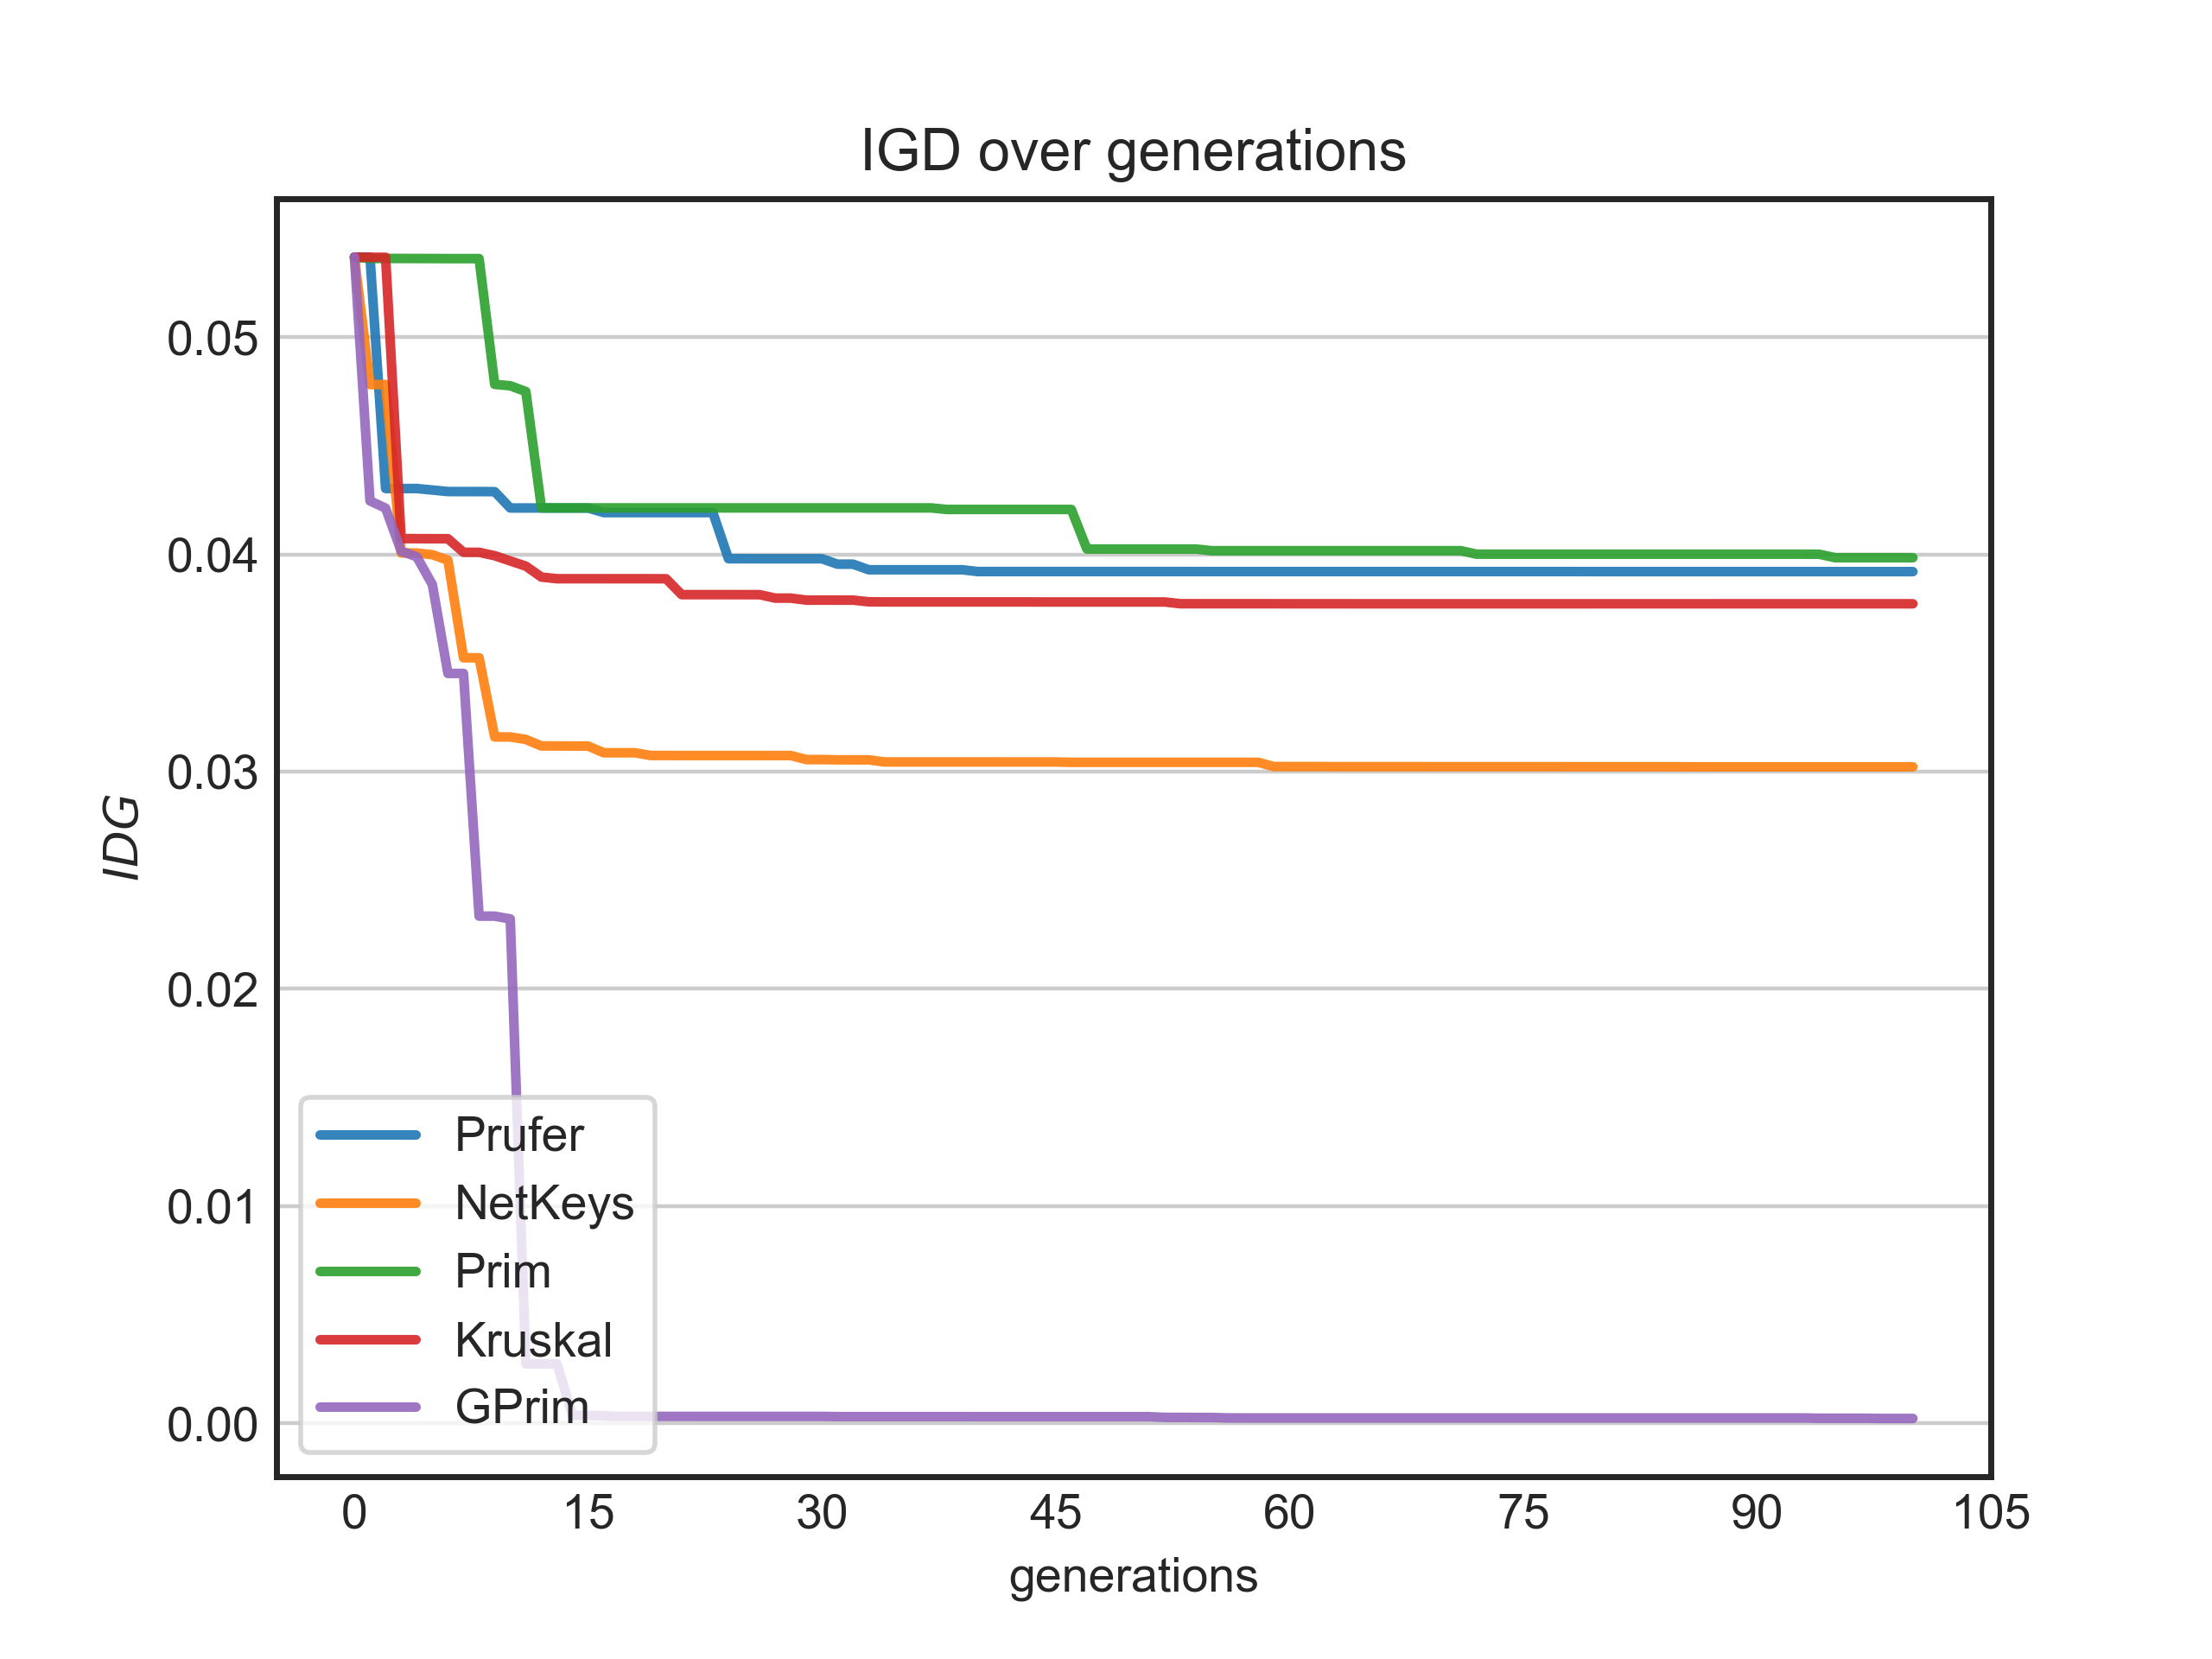 IGD over generations
0.05
0.04
0.03
0.02
0.01
0.00
IDG
Prufer
NetKeys
Prim
Kruskal
GPrim
0 15 30 45 60 75 90 105
generations